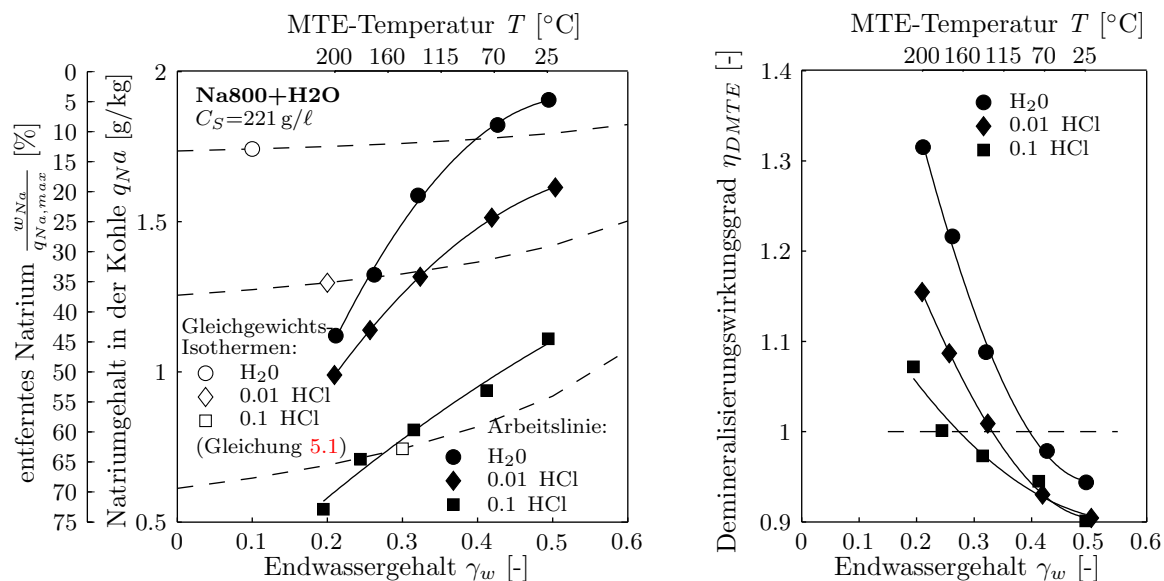 MTE-Temperatur T [°C]
200 160 115 70 25
entferntes Natrium w_Na / q_Na,max [%]
0
5
10
15
20
25
30
35
40
45
50
55
60
65
70
75
Natriumgehalt in der Kohle q_Na [g/kg]
2
1.5
1
0.5
Na800+H2O
C_S=221 g/ℓ
Gleichgewichts-
Isothermen:
H₂0
0.01 HCl
0.1 HCl
(Gleichung 5.1)
Arbeitslinie:
H₂0
0.01 HCl
0.1 HCl
0 0.1 0.2 0.3 0.4 0.5 0.6
Endwassergehalt γ_w [-]
MTE-Temperatur T [°C]
200 160 115 70 25
Demineralisierungswirkungsgrad η_DMTE [-]
1.4
1.3
1.2
1.1
1
0.9
H₂0
0.01 HCl
0.1 HCl
0 0.1 0.2 0.3 0.4 0.5 0.6
Endwassergehalt γ_w [-]